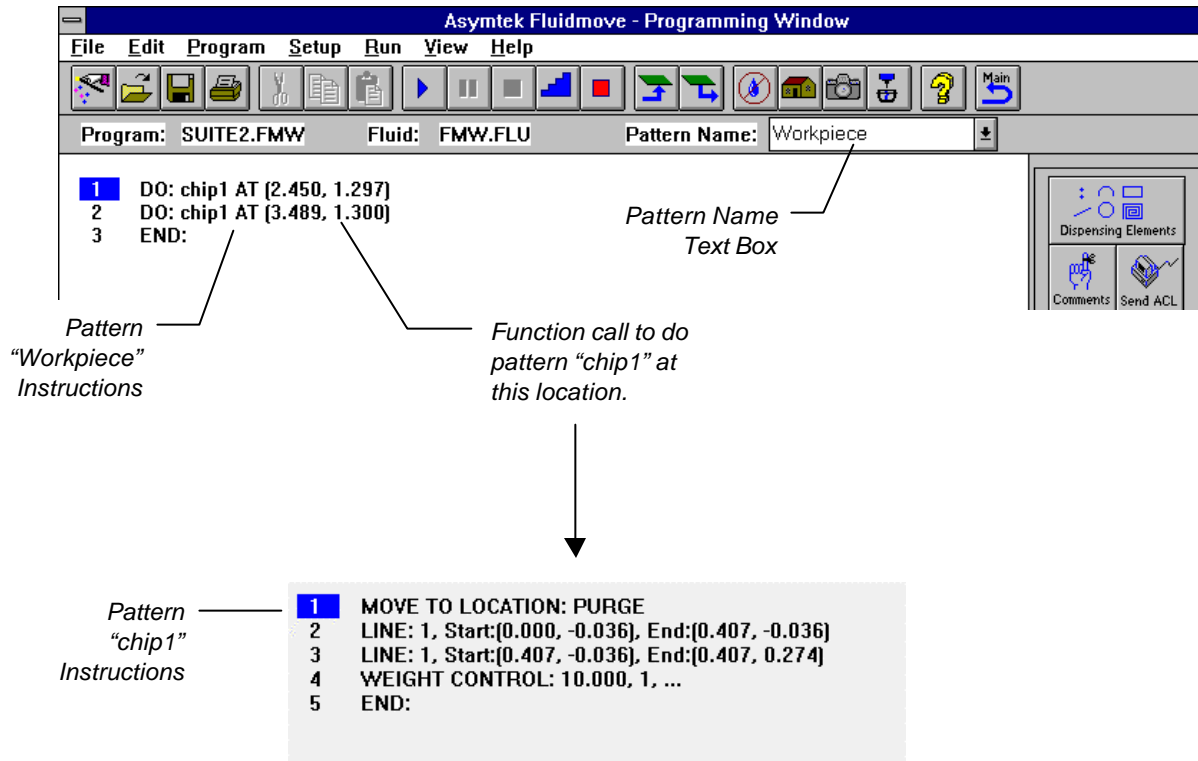 Asymtek Fluidmove - Programming Window
File Edit Program Setup Run View Help
Main
Program: SUITE2.FMW Fluid: FMW.FLU Pattern Name: Workpiece
1 DO: chip1 AT (2.450, 1.297)
2 DO: chip1 AT (3.489, 1.300)
3 END:
Pattern Name
Text Box
Dispensing Elements
Comments Send ACL
Pattern
“Workpiece”
Instructions
Function call to do
pattern “chip1” at
this location.
Pattern
“chip1”
Instructions
1 MOVE TO LOCATION: PURGE
2 LINE: 1, Start:(0.000, -0.036), End:(0.407, -0.036)
3 LINE: 1, Start:(0.407, -0.036), End:(0.407, 0.274)
4 WEIGHT CONTROL: 10.000, 1, ...
5 END: